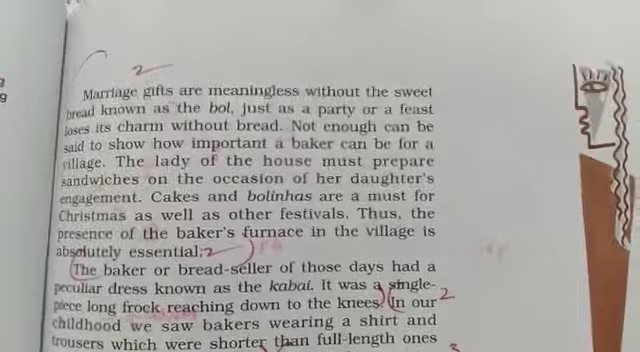 2
Marriage gifts are meaningless without the sweet
bread known as the bol, just as a party or a feast
loses its charm without bread. Not enough can be
said to show how important a baker can be for a
village. The lady of the house must prepare
sandwiches on the occasion of her daughter's
engagement. Cakes and bolinhas are a must for
Christmas as well as other festivals. Thus, the
presence of the baker's furnace in the village is
absolutely essential. 2
The baker or bread-seller of those days had a
peculiar dress known as the kabai. It was a single-
piece long frock reaching down to the knees. In our 2
childhood we saw bakers wearing a shirt and
trousers which were shorter than full-length ones
3